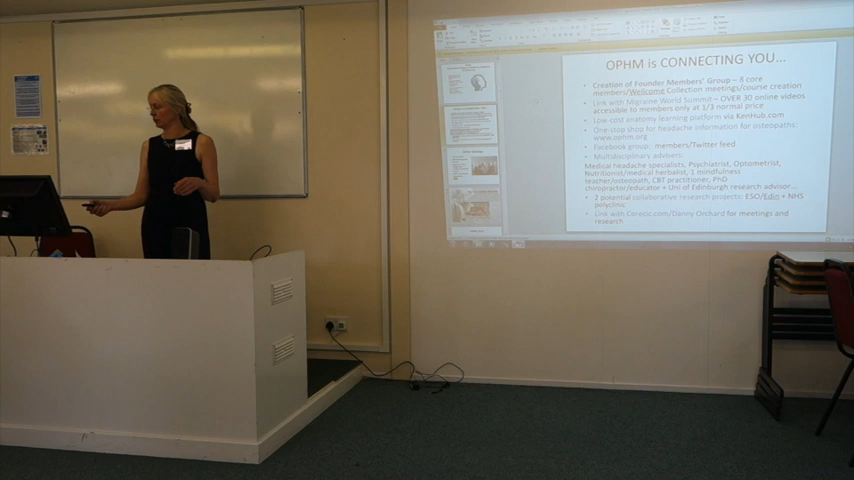 OPHM is CONNECTING YOU...
• Creation of Founder Members' Group – 8 core
members/Wellcome Collection meetings/course creation
• Link with Migraine World Summit – OVER 30 online videos
accessible to members only at 1/3 normal price
• Low-cost anatomy learning platform via KenHub.com
• One-stop shop for headache information for osteopaths:
www.ophm.org
• Facebook group: members/Twitter feed
• Multidisciplinary advisers:
Medical headache specialists, Psychiatrist, Optometrist,
Nutritionist/medical herbalist, 1 mindfulness
teacher/osteopath, CBT practitioner, PhD
chiropractor/educator + Uni of Edinburgh research advisor...
• 2 potential collaborative research projects: ESO/Edin + NHS
polyclinic
• Link with Corestc.com/Danny Orchard for meetings and
research